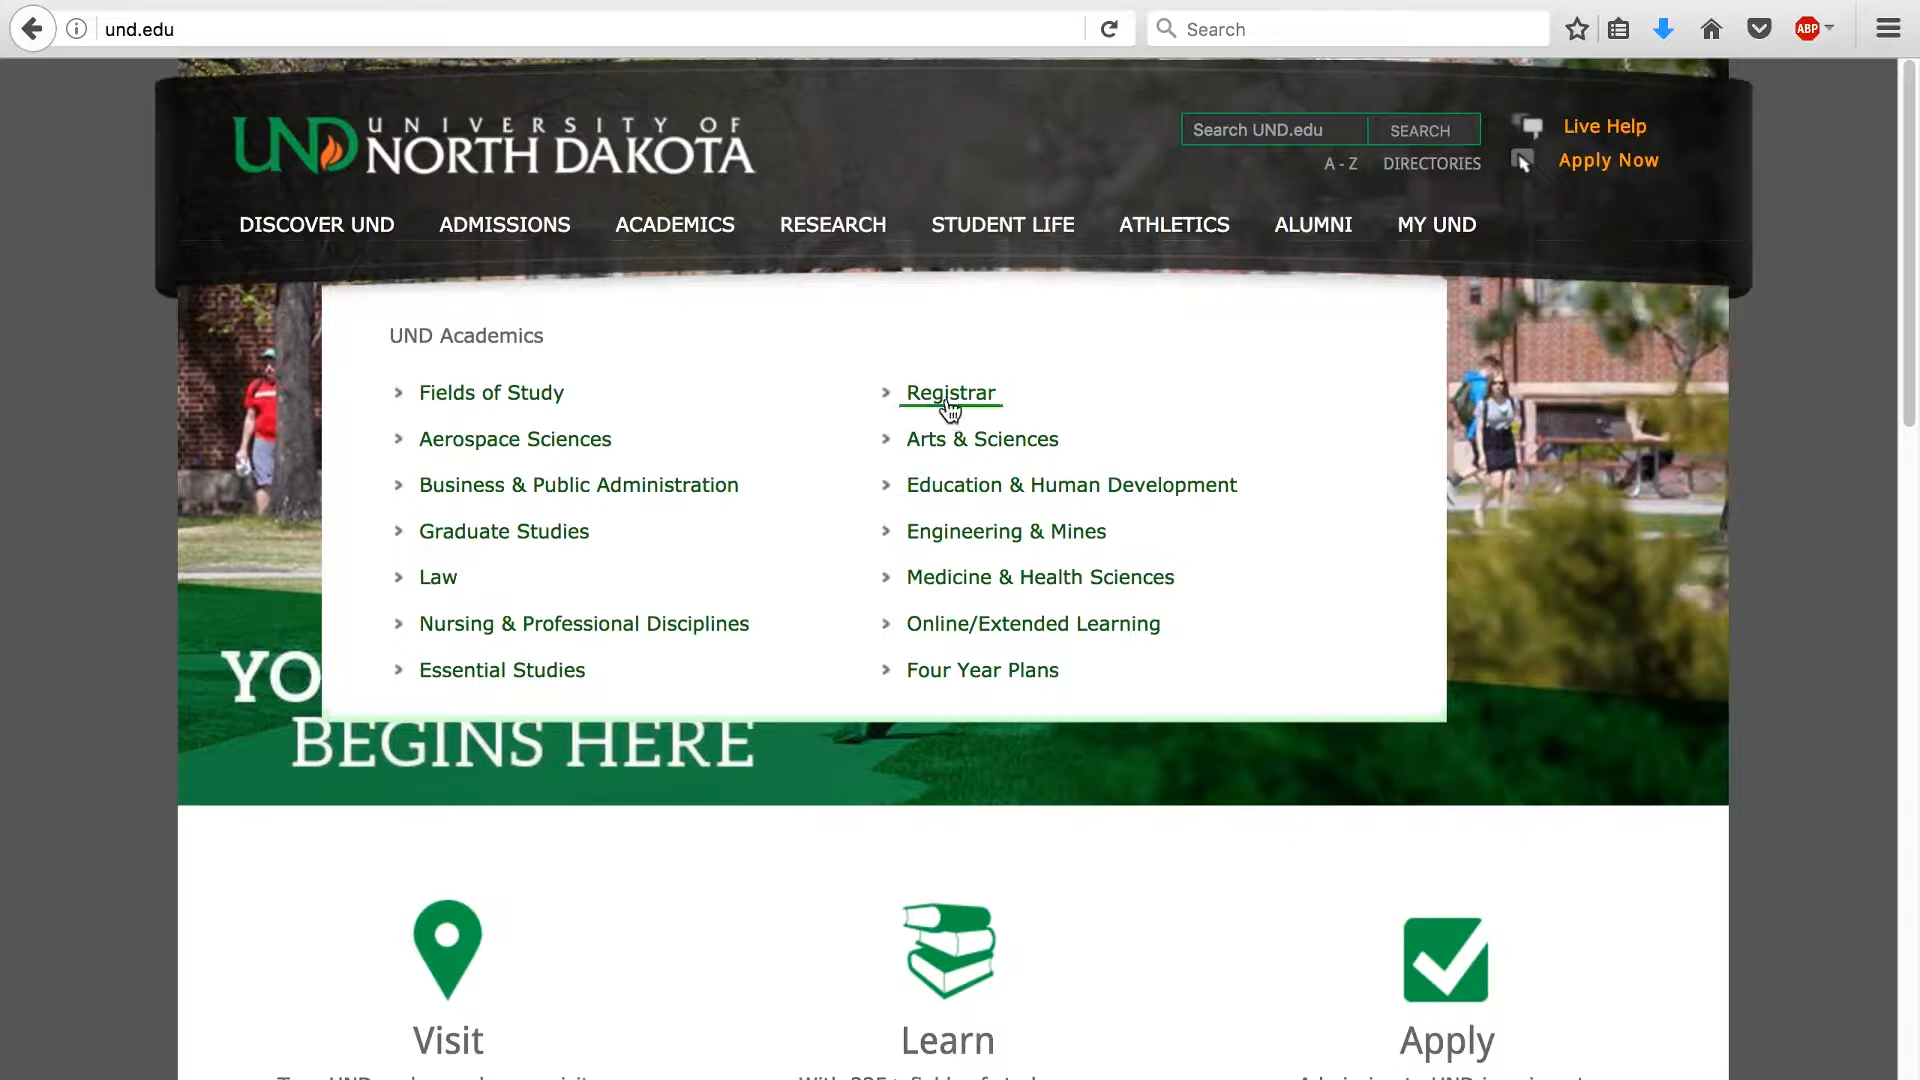 und.edu
Search
ABP
UND UNIVERSITY OF
NORTH DAKOTA
Search UND.edu
SEARCH
A - Z
DIRECTORIES
Live Help
Apply Now
DISCOVER UND
ADMISSIONS
ACADEMICS
RESEARCH
STUDENT LIFE
ATHLETICS
ALUMNI
MY UND
UND Academics
Fields of Study
Registrar
Aerospace Sciences
Arts & Sciences
Business & Public Administration
Education & Human Development
Graduate Studies
Engineering & Mines
Law
Medicine & Health Sciences
Nursing & Professional Disciplines
Online/Extended Learning
Essential Studies
Four Year Plans
YO
BEGINS HERE
Visit
Learn
Apply